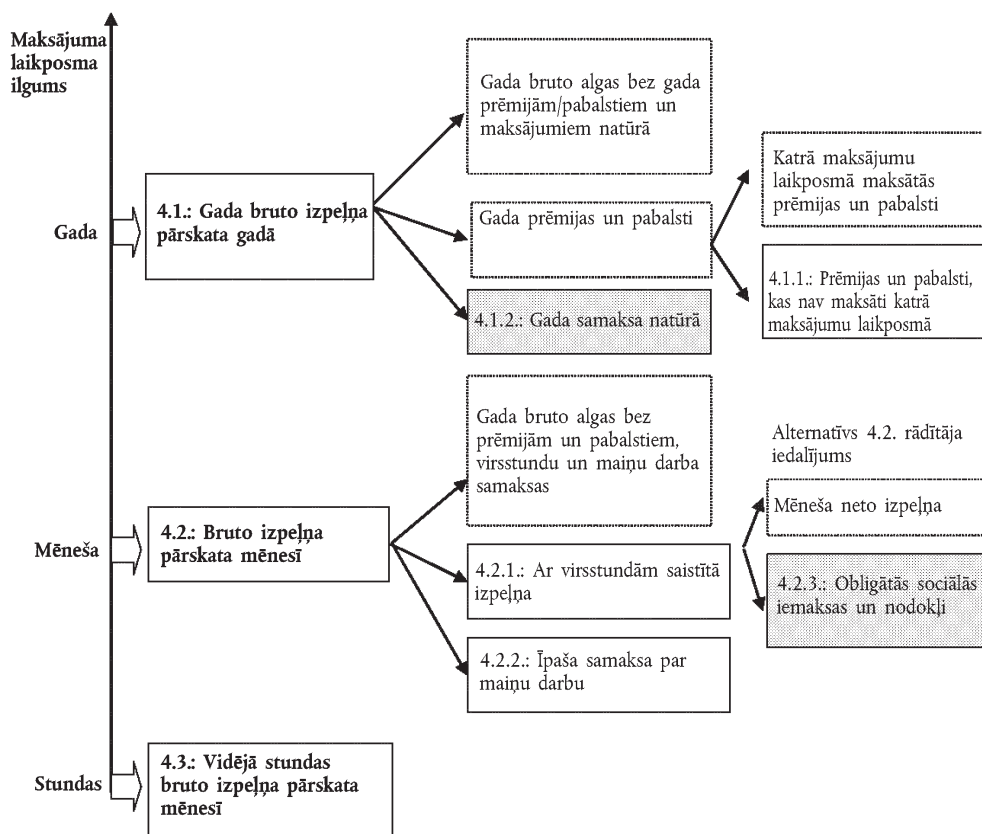 Maksājuma
laikposma
ilgums
Gada bruto algas bez gada
prēmijām/pabalstiem un
maksājumiem natūrā
Katrā maksājumu
laikposmā maksātās
prēmijas un pabalsti
Gada
4.1.: Gada bruto izpeļņa
pārskata gadā
Gada prēmijas un pabalsti
4.1.1.: Prēmijas un pabalsti,
kas nav maksāti katrā
maksājumu laikposmā
4.1.2.: Gada samaksa natūrā
Gada bruto algas bez
prēmijām un pabalstiem,
virsstundu un maiņu darba
samaksas
Alternatīvs 4.2. rādītāja
iedalījums
Mēneša neto izpeļņa
Mēneša
4.2.: Bruto izpeļņa
pārskata mēnesī
4.2.1.: Ar virsstundām saistītā
izpeļņa
4.2.3.: Obligātās sociālās
iemaksas un nodokļi
4.2.2.: Īpaša samaksa par
maiņu darbu
Stundas
4.3.: Vidējā stundas
bruto izpeļņa pārskata
mēnesī